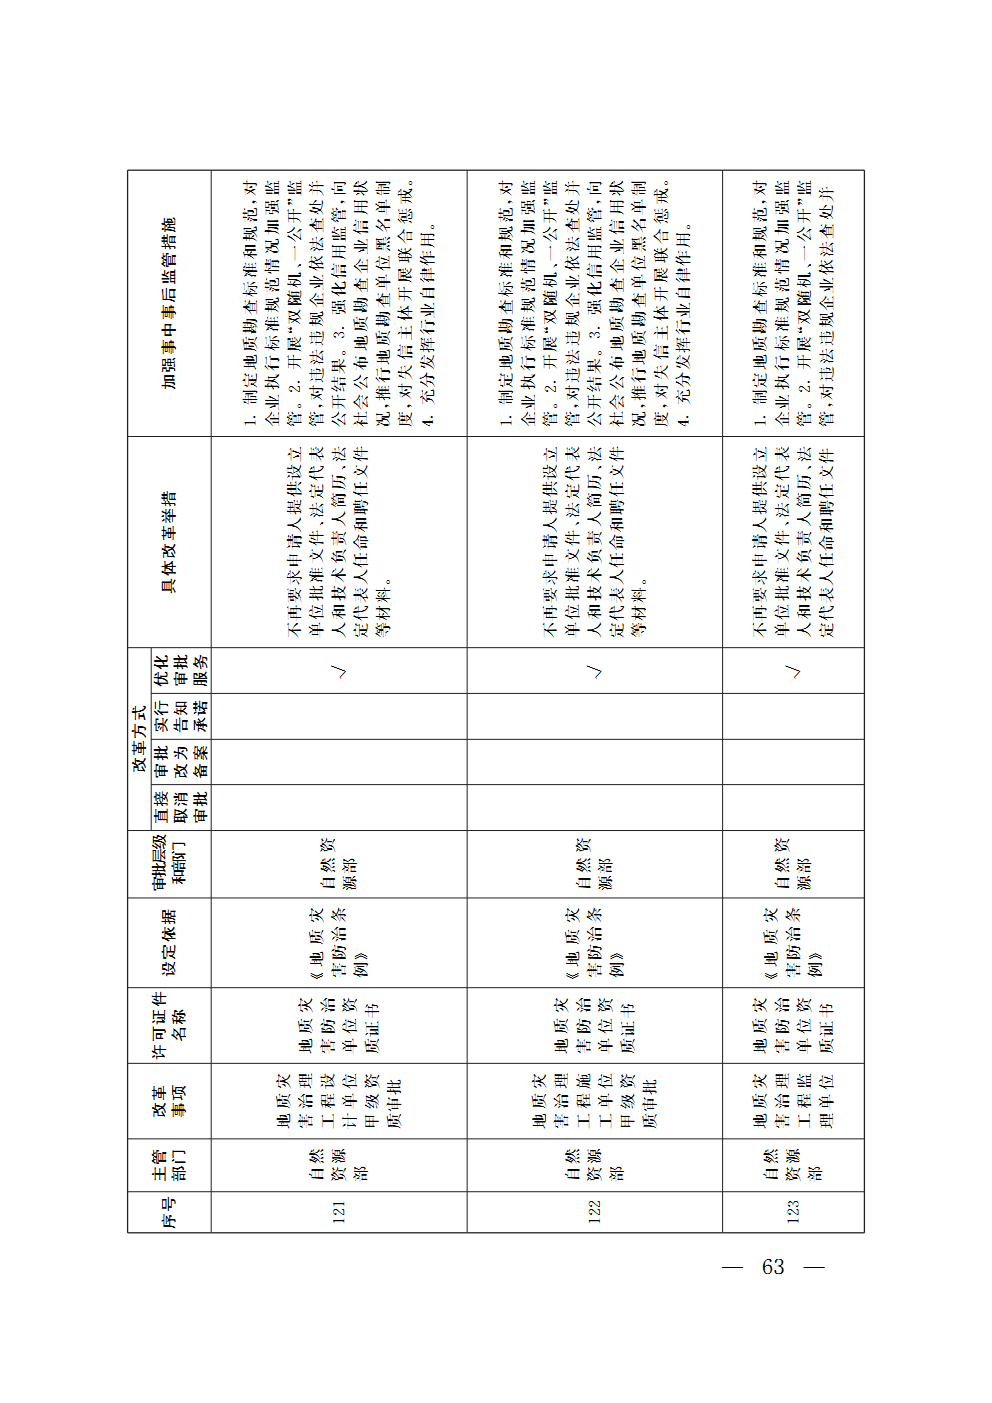 序号
主管
部门
改革
事项
许可证件
名称
设定依据
审批层级
和部门
改革方式
直接
取消
审批
审批
改为
备案
实行
告知
承诺
优化
审批
服务
具体改革举措
加强事中事后监管措施
121
自然
资源
部
地质灾
害治理
工程设
计单位
甲级资
质审批
地质灾
害防治
单位资
质证书
《地质灾
害防治条
例》
自然资
源部
√
不再要求申请人提供设立
单位批准文件、法定代表
人和技术负责人简历、法
定代表人任命和聘任文件
等材料。
1. 制定地质勘查标准和规范,对
企业执行标准规范情况加强监
管。2. 开展“双随机、一公开”监
管,对违法违规企业依法查处并
公开结果。3. 强化信用监管,向
社会公布地质勘查企业信用状
况,推行地质勘查单位黑名单制
度,对失信主体开展联合惩戒。
4. 充分发挥行业自律作用。
122
自然
资源
部
地质灾
害治理
工程施
工单位
甲级资
质审批
地质灾
害防治
单位资
质证书
《地质灾
害防治条
例》
自然资
源部
√
不再要求申请人提供设立
单位批准文件、法定代表
人和技术负责人简历、法
定代表人任命和聘任文件
等材料。
1. 制定地质勘查标准和规范,对
企业执行标准规范情况加强监
管。2. 开展“双随机、一公开”监
管,对违法违规企业依法查处并
公开结果。3. 强化信用监管,向
社会公布地质勘查企业信用状
况,推行地质勘查单位黑名单制
度,对失信主体开展联合惩戒。
4. 充分发挥行业自律作用。
123
自然
资源
部
地质灾
害治理
工程监
理单位
地质灾
害防治
单位资
质证书
《地质灾
害防治条
例》
自然资
源部
√
不再要求申请人提供设立
单位批准文件、法定代表
人和技术负责人简历、法
定代表人任命和聘任文件
1. 制定地质勘查标准和规范,对
企业执行标准规范情况加强监
管。2. 开展“双随机、一公开”监
管,对违法违规企业依法查处并
— 63 —